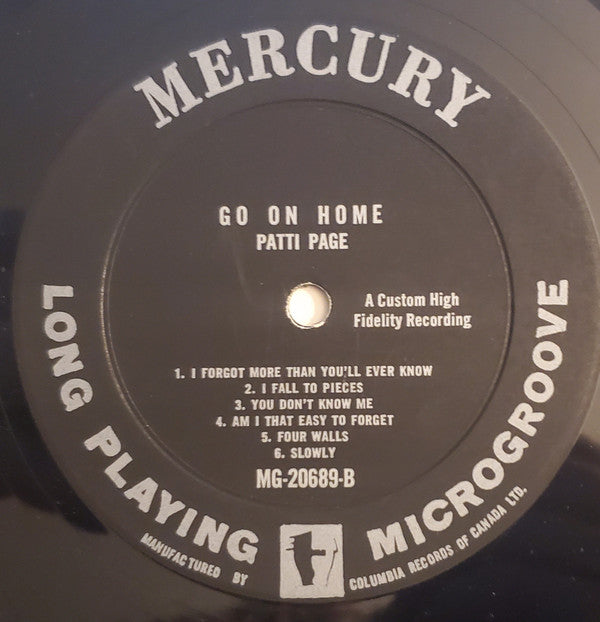 MERCURY
GO ON HOME
PATTI PAGE
A Custom High
Fidelity Recording
1. I FORGOT MORE THAN YOU'LL EVER KNOW
2. I FALL TO PIECES
3. YOU DON'T KNOW ME
4. AM I THAT EASY TO FORGET
5. FOUR WALLS
6. SLOWLY
MG-20689-B
LONG PLAYING MICROGROOVE
MANUFACTURED BY COLUMBIA RECORDS OF CANADA LTD.